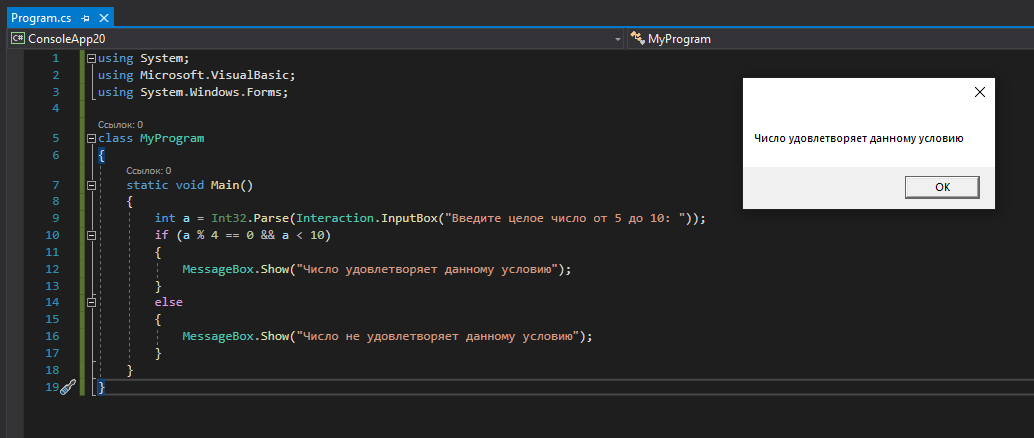 Program.cs
C# ConsoleApp20 MyProgram
1 using System;
2 using Microsoft.VisualBasic;
3 using System.Windows.Forms;
4
Ссылок: 0
5 class MyProgram
6 {
Ссылок: 0
7 static void Main()
8 {
9 int a = Int32.Parse(Interaction.InputBox("Введите целое число от 5 до 10: "));
10 if (a % 4 == 0 && a < 10)
11 {
12 MessageBox.Show("Число удовлетворяет данному условию");
13 }
14 else
15 {
16 MessageBox.Show("Число не удовлетворяет данному условию");
17 }
18 }
19 }
Число удовлетворяет данному условию
OK